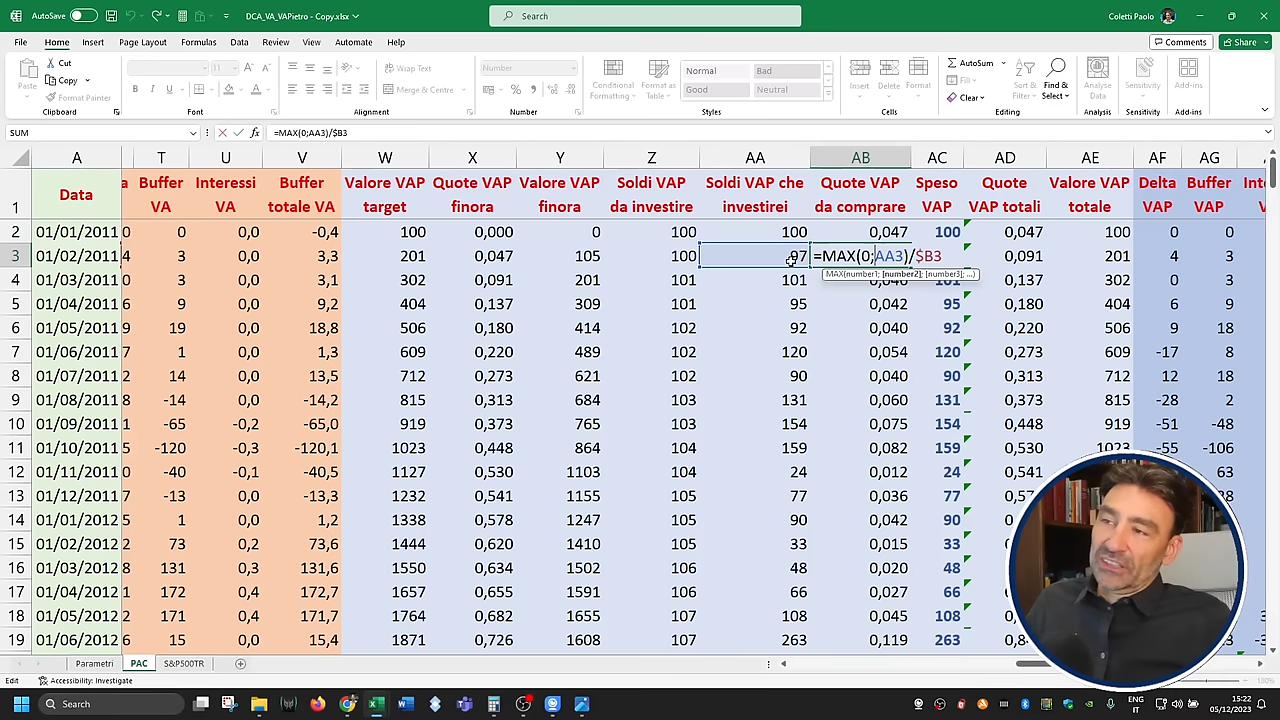 AutoSave Off DCA_VA_VAPietro - Copy.xlsx Search Coletti Paolo
File Home Insert Page Layout Formulas Data Review View Automate Help Comments Share
Paste Cut Copy Format Painter Clipboard
11 Font
Wrap Text Merge & Centre Alignment
Number Number
Conditional Formatting Format as Table Normal Bad Good Neutral Styles
Insert Delete Format Cells
AutoSum Fill Clear Sort & Filter Find & Select Editing
Analyse Data Analysis Sensitivity Sensitivity Add-ins Add-ins
SUM fx =MAX(0;AA3)/$B3
A T U V W X Y Z AA AB AC AD AE AF AG
1 Data a Buffer VA Interessi VA Buffer totale VA Valore VAP target Quote VAP finora Valore VAP finora Soldi VAP da investire Soldi VAP che investirei Quote VAP da comprare Speso VAP Quote VAP totali Valore VAP totale Delta VAP Buffer VAP
2 01/01/2011 0 0 0,0 -0,4 100 0,000 0 100 100 0,047 100 0,047 100 0 0
3 01/02/2011 4 3 0,0 3,3 201 0,047 105 100 97 =MAX(0;AA3)/$B3 0,091 201 4 3
MAX(number1; [number2]; [number3]; ...)
4 01/03/2011 3 3 0,0 3,1 302 0,091 201 100 101 0,137 302 0 3
5 01/04/2011 6 9 0,0 9,2 404 0,137 309 101 95 0,042 95 0,180 404 6 9
6 01/05/2011 9 19 0,0 18,8 506 0,180 414 102 92 0,040 92 0,220 506 9 18
7 01/06/2011 7 1 0,0 1,3 609 0,220 489 102 120 0,054 120 0,273 609 -17 8
8 01/07/2011 2 14 0,0 13,5 712 0,273 621 102 90 0,040 90 0,313 712 12 18
9 01/08/2011 8 -14 0,0 -14,2 815 0,313 684 103 131 0,060 131 0,373 815 -28 2
10 01/09/2011 1 -65 -0,2 -65,0 919 0,373 765 103 154 0,075 154 0,448 919 -51 -48
11 01/10/2011 5 -120 -0,3 -120,1 1023 0,448 864 104 159 0,082 159 0,530 1023 -55 -106
12 01/11/2011 0 -40 -0,1 -40,5 1127 0,530 1103 104 24 0,012 24 0,541 63
13 01/12/2011 7 -13 0,0 -13,3 1232 0,541 1155 105 77 0,036 77
14 01/01/2012 5 1 0,0 1,2 1338 0,578 1247 105 90 0,042 90
15 01/02/2012 4 73 0,2 73,6 1444 0,620 1410 105 33 0,015 33
16 01/03/2012 8 131 0,3 131,6 1550 0,634 1502 106 48 0,020 48
17 01/04/2012 1 172 0,4 172,7 1657 0,655 1591 106 66 0,027 66
18 01/05/2012 2 171 0,4 171,7 1764 0,682 1655 107 108 0,045 108
19 01/06/2012 6 15 0,0 15,4 1871 0,726 1608 107 263 0,119 263
Parametri PAC S&P500TR
Edit Accessibility: Investigate 180%
Search ENG IT 15:22 05/12/2023